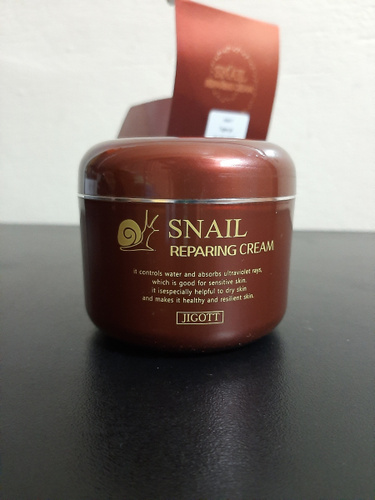 SNAIL
REPARING CREAM
It controls water and absorbs ultraviolet rays,
which is good for sensitive skin.
it isespecially helpful to dry skin
and makes it healthy and resilient skin.
JIGOTT